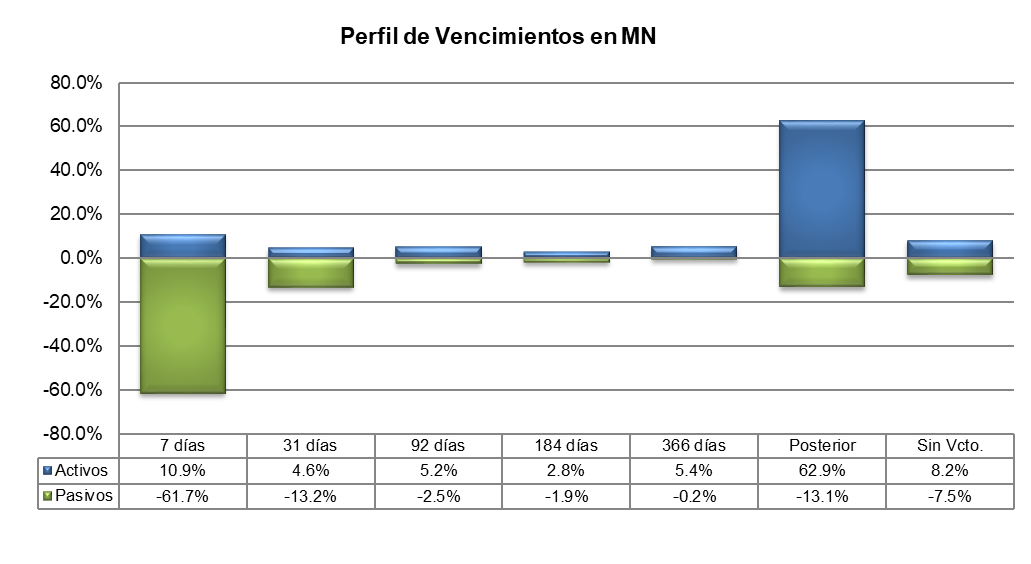 Perfil de Vencimientos en MN
80.0%
60.0%
40.0%
20.0%
0.0%
-20.0%
-40.0%
-60.0%
-80.0%
7 días 31 días 92 días 184 días 366 días Posterior Sin Vcto.
Activos 10.9% 4.6% 5.2% 2.8% 5.4% 62.9% 8.2%
Pasivos -61.7% -13.2% -2.5% -1.9% -0.2% -13.1% -7.5%